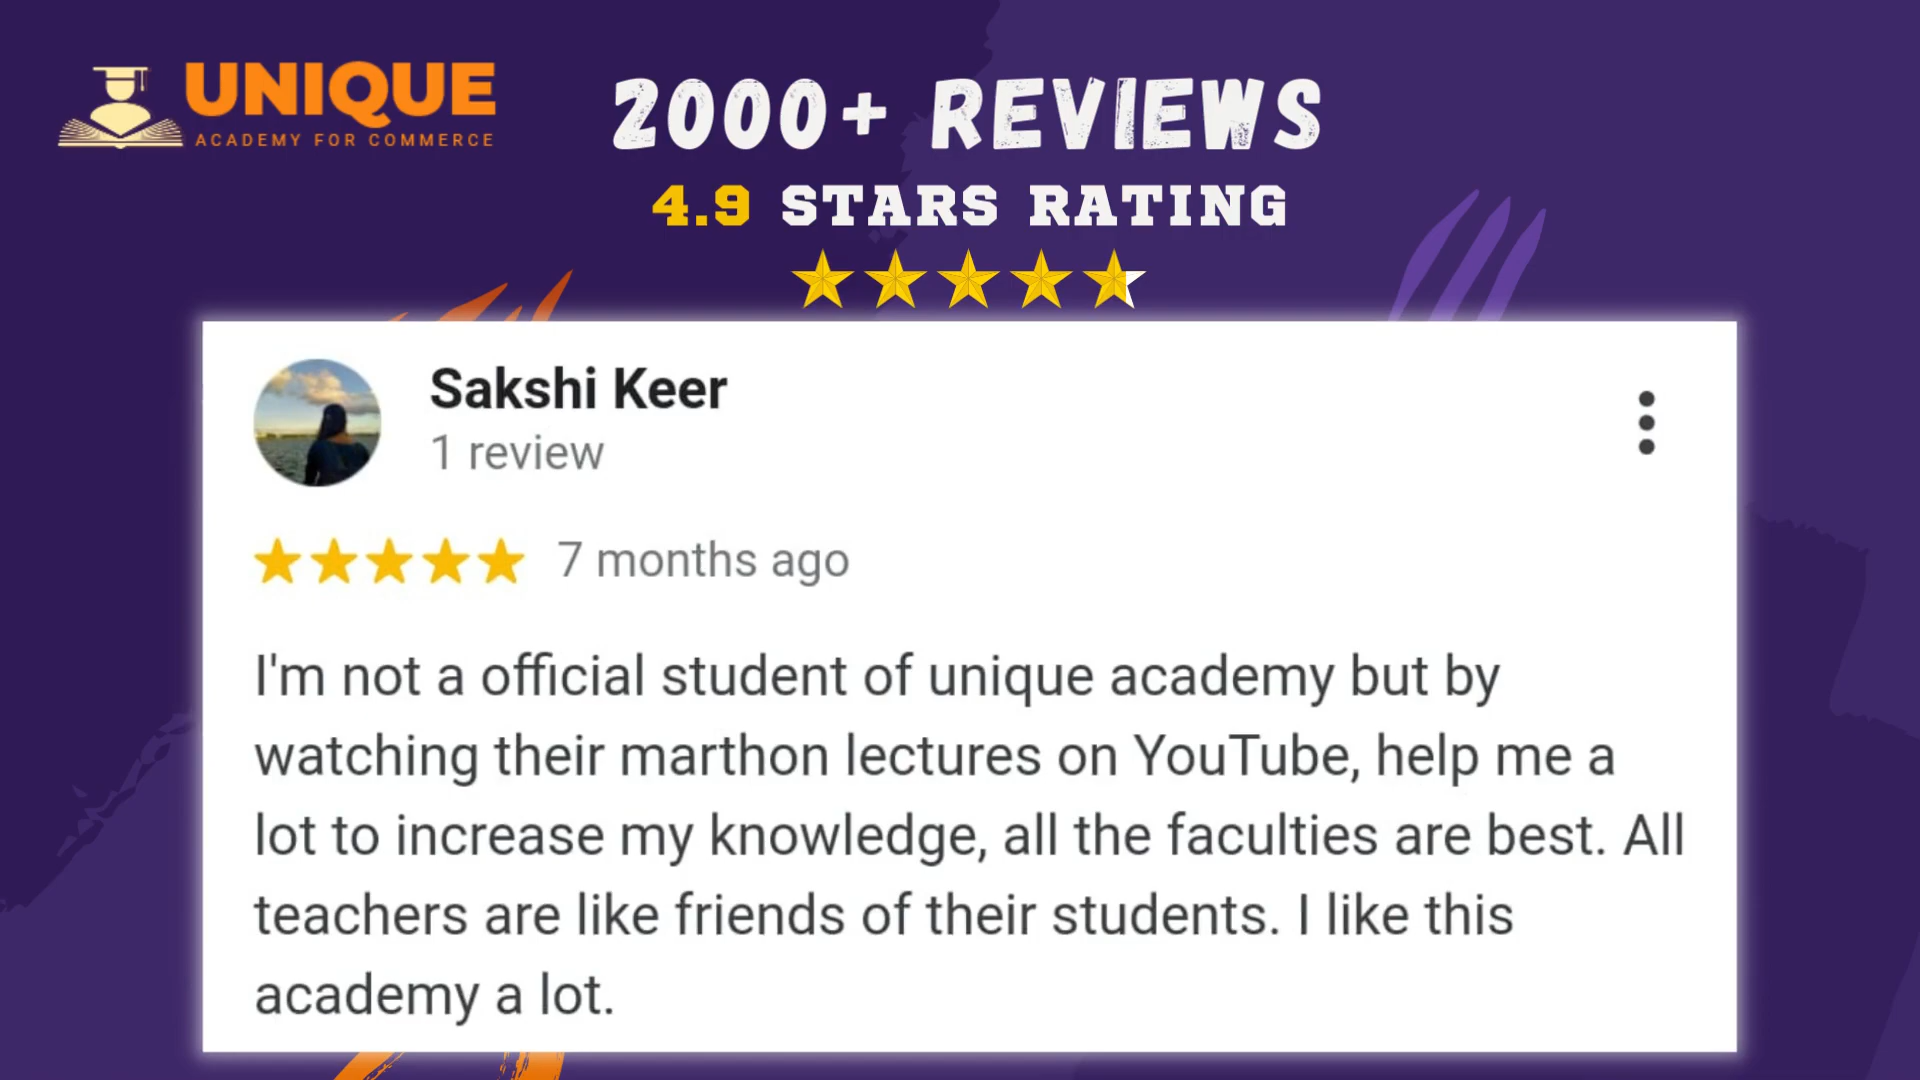 UNIQUE
ACADEMY FOR COMMERCE
2000+ REVIEWS
4.9 STARS RATING
Sakshi Keer
1 review
7 months ago
I'm not a official student of unique academy but by
watching their marthon lectures on YouTube, help me a
lot to increase my knowledge, all the faculties are best. All
teachers are like friends of their students. I like this
academy a lot.